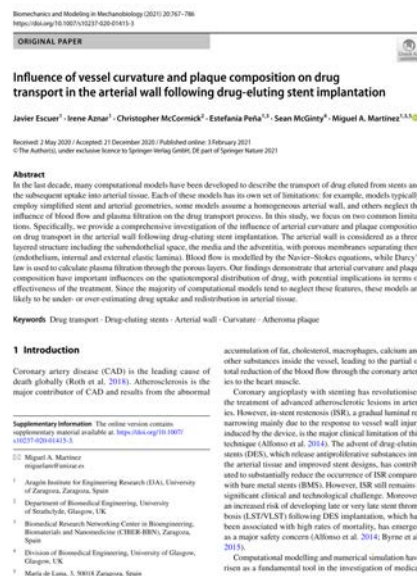 Biomechanics and Modeling in Mechanobiology (2021) 20:767–786
https://doi.org/10.1007/s10237-020-01415-3
ORIGINAL PAPER
Influence of vessel curvature and plaque composition on drug
transport in the arterial wall following drug-eluting stent implantation
Javier Escuer1 · Irene Aznar1 · Christopher McCormick2 · Estefanía Peña1,3 · Sean McGinty4 · Miguel A. Martínez1,3,5
Received: 2 May 2020 / Accepted: 21 December 2020 / Published online: 3 February 2021
© The Author(s), under exclusive licence to Springer-Verlag GmbH, DE part of Springer Nature 2021
Abstract
In the last decade, many computational models have been developed to describe the transport of drug eluted from stents and
the subsequent uptake into arterial tissue. Each of these models has its own set of limitations: for example, models typically
employ simplified stent and arterial geometries, some models assume a homogeneous arterial wall, and others neglect the
influence of blood flow and plasma filtration on the drug transport process. In this study, we focus on two common limita-
tions. Specifically, we provide a comprehensive investigation of the influence of arterial curvature and plaque composition
on drug transport in the arterial wall following drug-eluting stent implantation. The arterial wall is considered as a three-
layered structure including the subendothelial space, the media and the adventitia, with porous membranes separating them
(endothelium, internal and external elastic lamina). Blood flow is modelled by the Navier–Stokes equations, while Darcy's
law is used to calculate plasma filtration through the porous layers. Our findings demonstrate that arterial curvature and plaque
composition have important influences on the spatiotemporal distribution of drug, with potential implications in terms of
effectiveness of the treatment. Since the majority of computational models tend to neglect these features, these models are
likely to be under- or over-estimating drug uptake and redistribution in arterial tissue.
Keywords Drug transport · Drug-eluting stents · Arterial wall · Curvature · Atheroma plaque
1 Introduction
Coronary artery disease (CAD) is the leading cause of
death globally (Roth et al. 2018). Atherosclerosis is the
major contributor of CAD and results from the abnormal
Supplementary Information The online version contains
supplementary material available at https://doi.org/10.1007/
s10237-020-01415-3.
Miguel A. Martínez
miguelam@unizar.es
1 Aragón Institute for Engineering Research (I3A), University
of Zaragoza, Zaragoza, Spain
2 Department of Biomedical Engineering, University
of Strathclyde, Glasgow, UK
3 Biomedical Research Networking Center in Bioengineering,
Biomaterials and Nanomedicine (CIBER-BBN), Zaragoza,
Spain
4 Division of Biomedical Engineering, University of Glasgow,
Glasgow, UK
5 María de Luna, 3, 50018 Zaragoza, Spain
accumulation of fat, cholesterol, macrophages, calcium and
other substances inside the vessel, leading to the partial or
total reduction of the blood flow through the coronary arter-
ies to the heart muscle.
Coronary angioplasty with stenting has revolutionised
the treatment of advanced atherosclerotic lesions in arter-
ies. However, in-stent restenosis (ISR), a gradual luminal re-
narrowing mainly due to the response to vessel wall injury
induced by the device, is the major clinical limitation of this
technique (Alfonso et al. 2014). The advent of drug-eluting
stents (DES), which release antiproliferative substances into
the arterial tissue and improved stent designs, has contrib-
uted to substantially reduce the occurrence of ISR compared
with bare metal stents (BMS). However, ISR still remains a
significant clinical and technological challenge. Moreover,
an increased risk of developing late or very late stent throm-
bosis (LST/VLST) following DES implantation, which has
been associated with high rates of mortality, has emerged
as a major safety concern (Alfonso et al. 2014; Byrne et al.
2015).
Computational modelling and numerical simulation have
risen as a fundamental tool in the investigation of medical